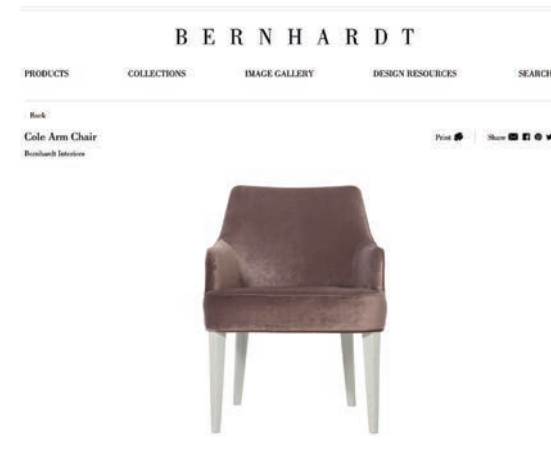 BERNHARDT
PRODUCTS COLLECTIONS IMAGE GALLERY DESIGN RESOURCES SEARCH
Back
Cole Arm Chair
Print Share
Bernhardt Interiors